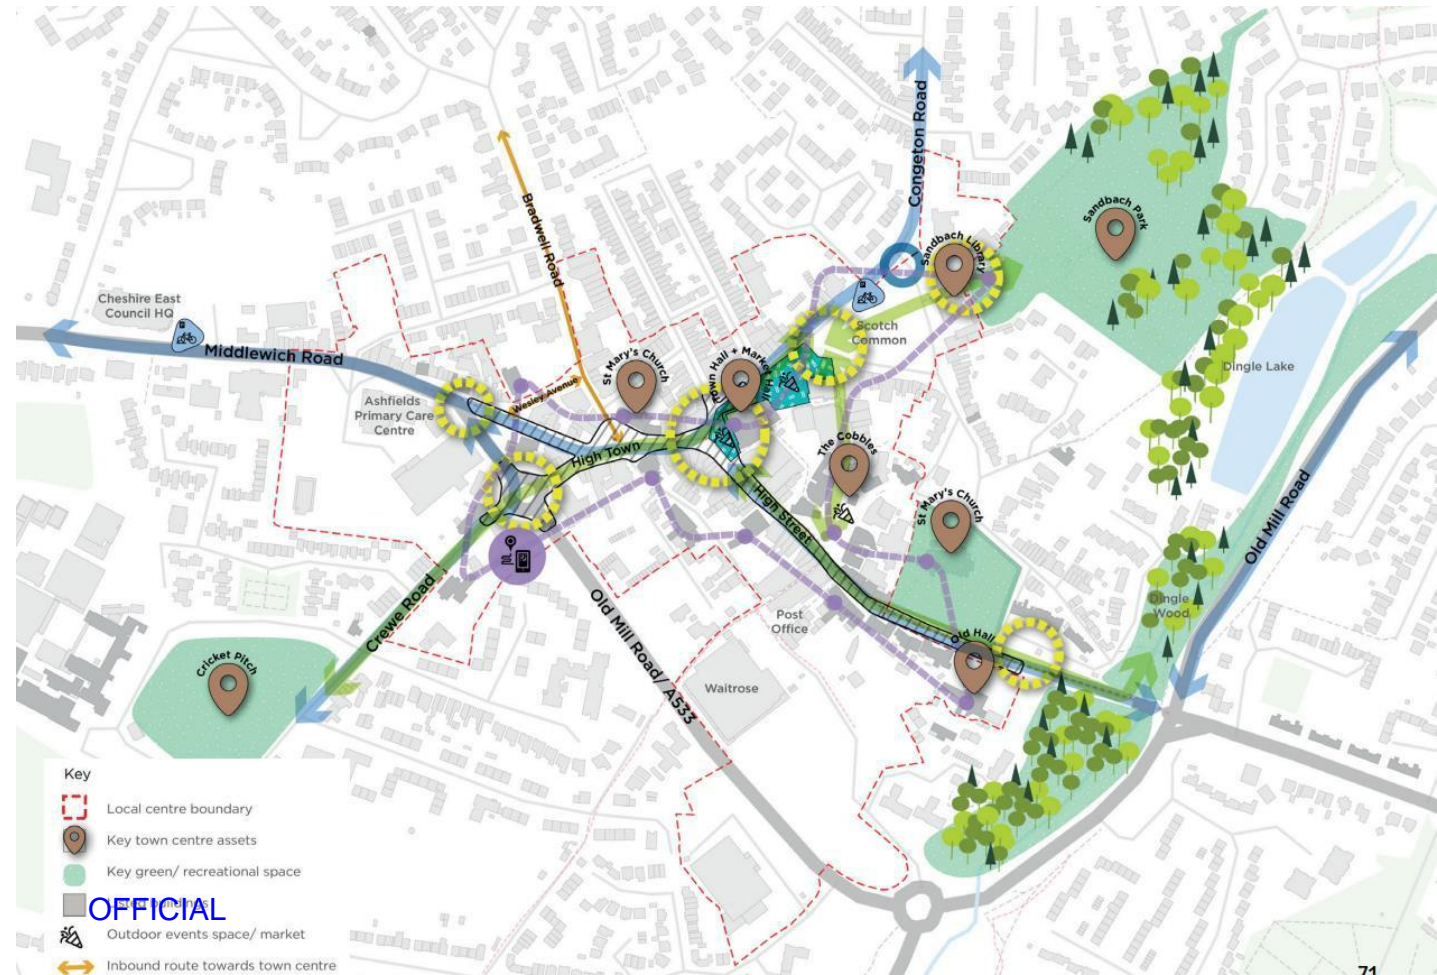 Congeton Road
Sandbach Park
Bradwell Road
Sandbach Library
Cheshire East
Council HQ
Middlewich Road
Scotch
Common
St Mary's Church
Town Hall + Market Hall
Dingle Lake
Wesley Avenue
Ashfields
Primary Care
Centre
High Town
The Cobbles
High Street
St Mary's Church
Old Mill Road
Crewe Road
Old Mill Road/ A533
Post
Office
Dingle
Wood
Old Hall
Cricket Pitch
Waitrose
Key
Local centre boundary
Key town centre assets
Key green/ recreational space
Listed buildings
OFFICIAL
Outdoor events space/ market
Inbound route towards town centre
71